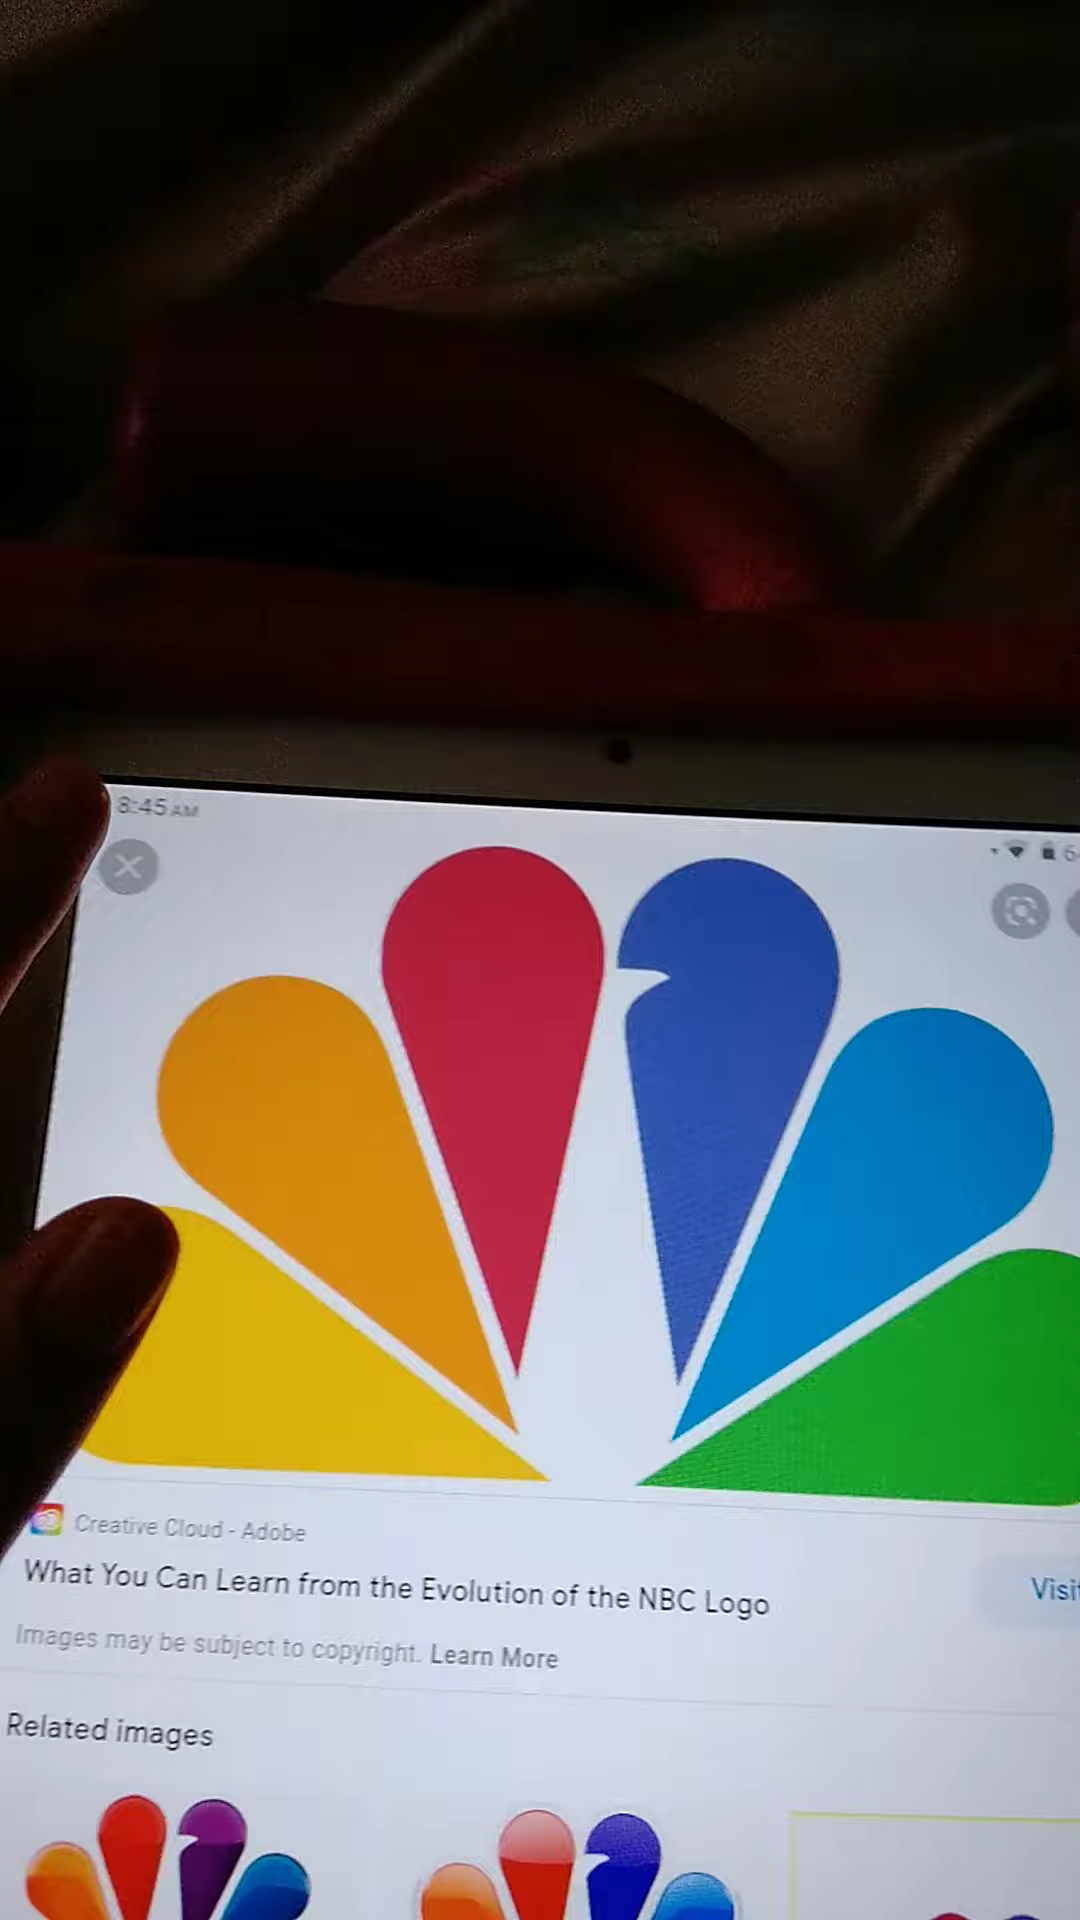 8:45 AM
Creative Cloud - Adobe
What You Can Learn from the Evolution of the NBC Logo
Images may be subject to copyright. Learn More
Related images